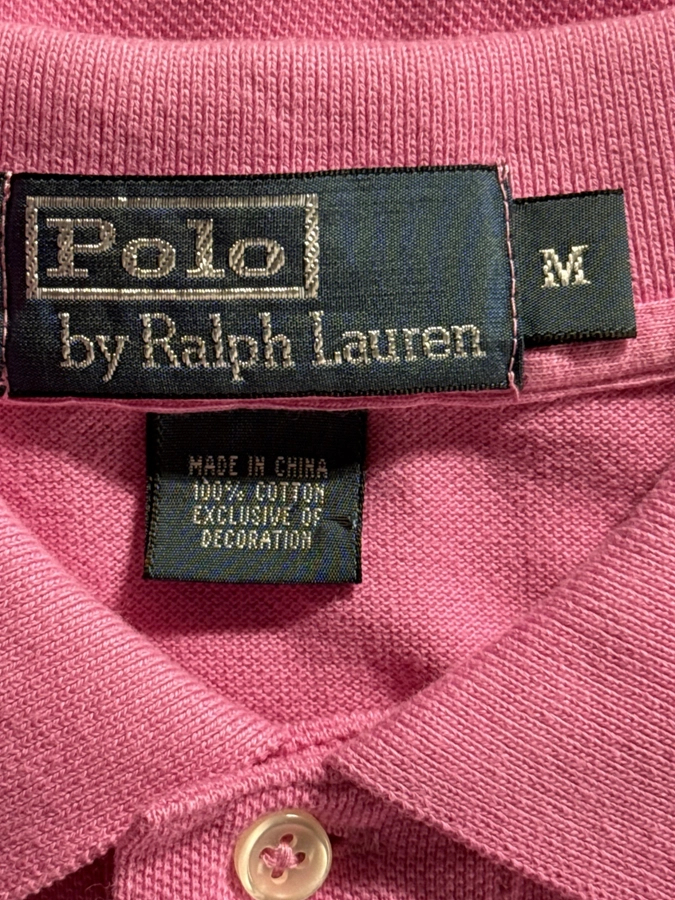 Polo
by Ralph Lauren
M
MADE IN CHINA
100% COTTON
EXCLUSIVE OF
DECORATION